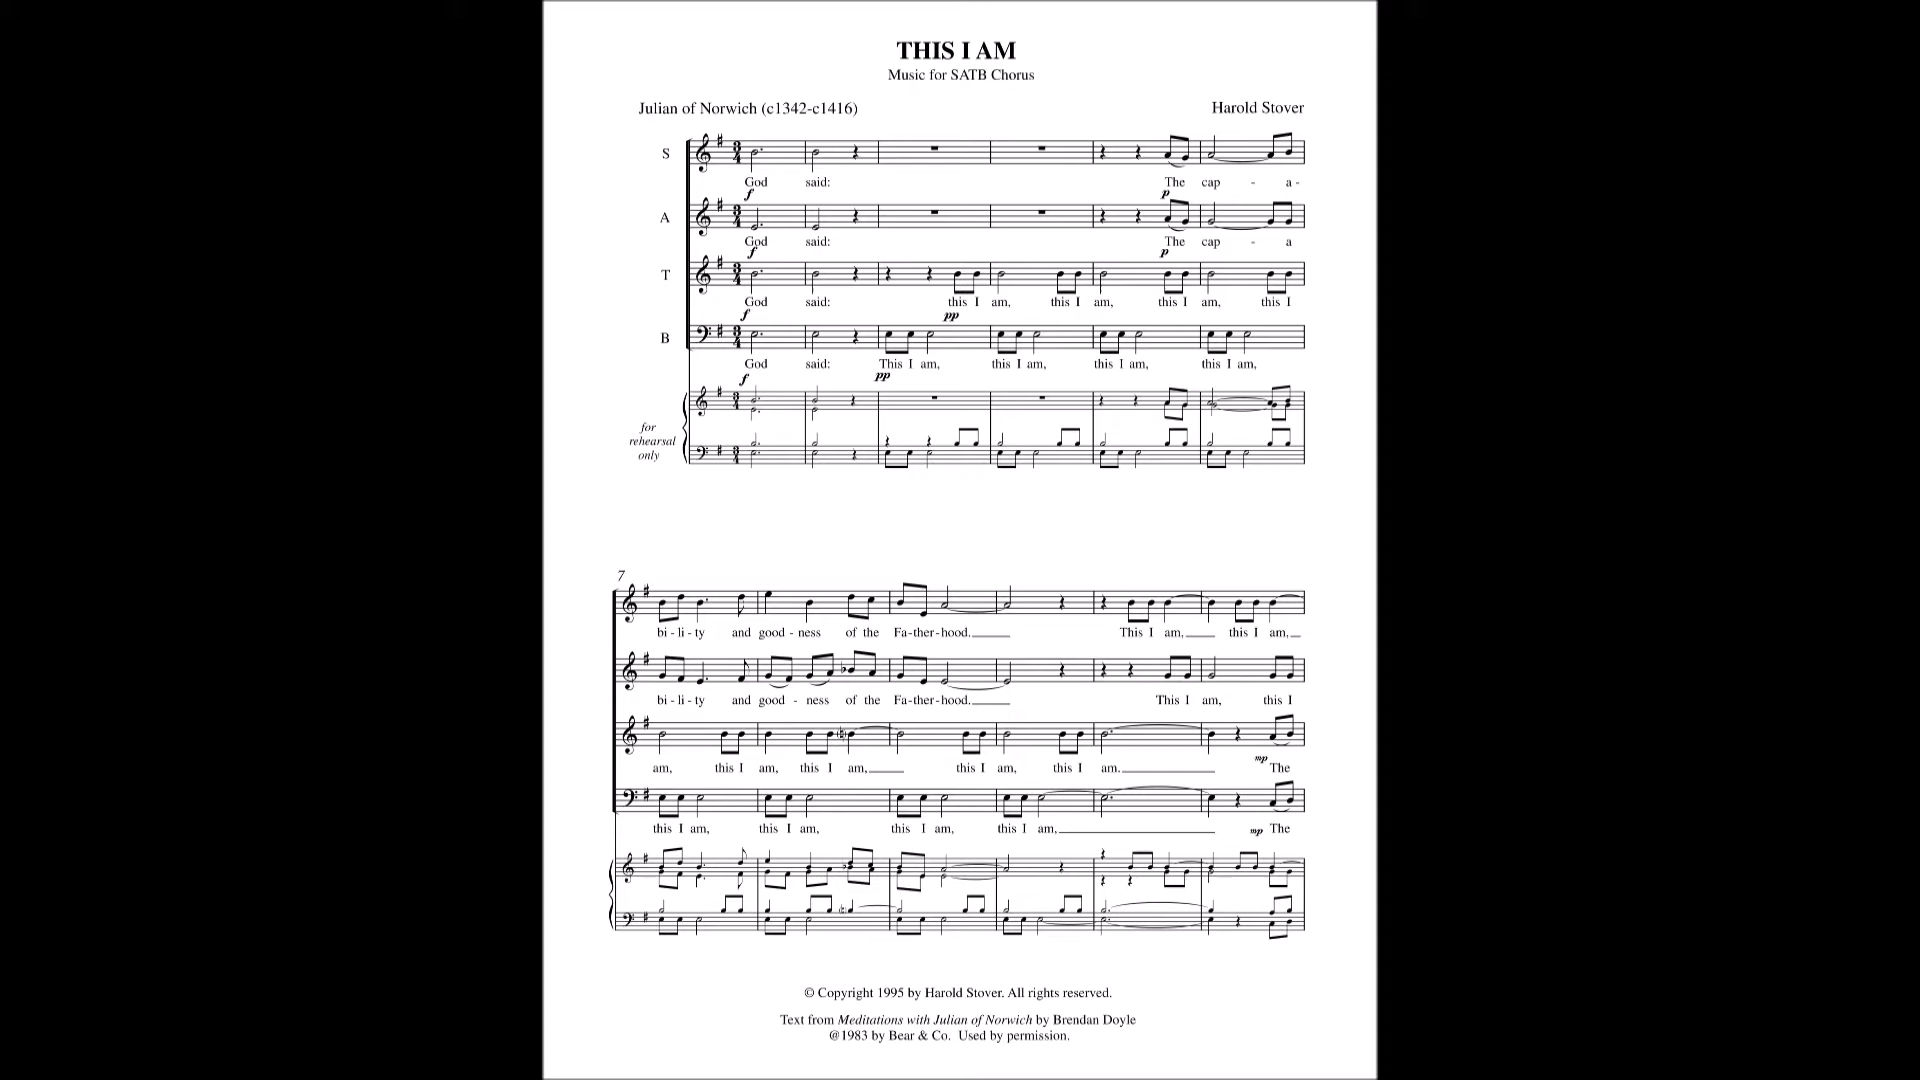 THIS I AM
Music for SATB Chorus
Julian of Norwich (c1342-c1416)
Harold Stover
S
God said: The cap - a -
f p
A
God said: The cap - a
f p
T
God said: this I am, this I am, this I am, this I
f pp
B
God said: This I am, this I am, this I am, this I am,
f pp
for
rehearsal
only
7
bi - li - ty and good - ness of the Fa-ther-hood. This I am, this I am,
bi - li - ty and good - ness of the Fa-ther-hood. This I am, this I
am, this I am, this I am, this I am, this I am. mp The
this I am, this I am, this I am, this I am, mp The
© Copyright 1995 by Harold Stover. All rights reserved.
Text from Meditations with Julian of Norwich by Brendan Doyle
@1983 by Bear & Co. Used by permission.